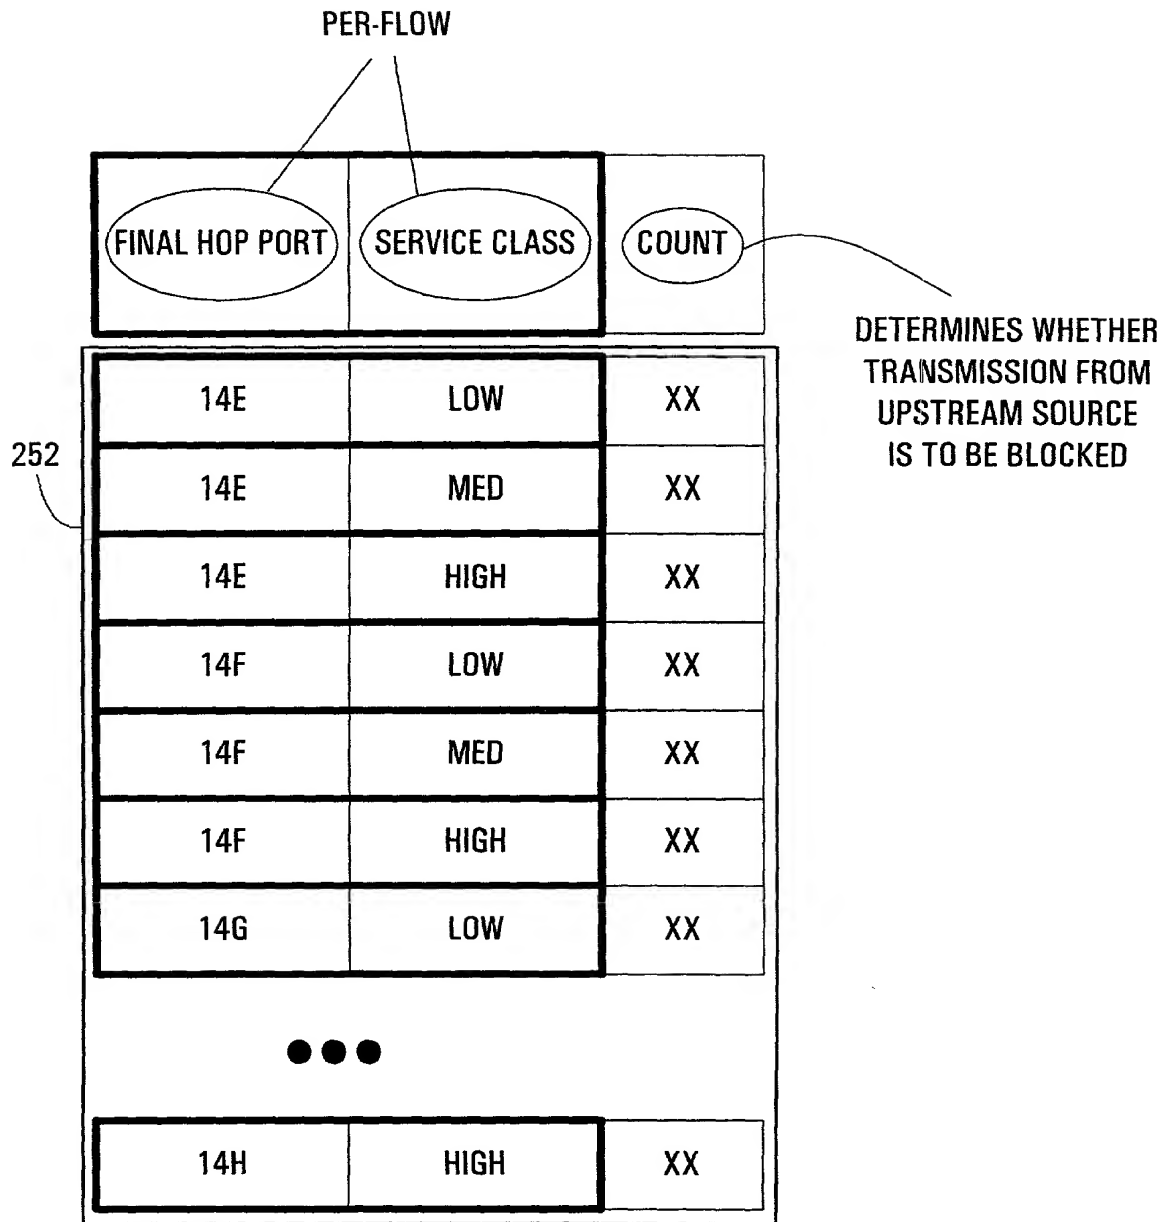 PER-FLOW
FINAL HOP PORT SERVICE CLASS COUNT
DETERMINES WHETHER
TRANSMISSION FROM
UPSTREAM SOURCE
IS TO BE BLOCKED
252
14E LOW XX
14E MED XX
14E HIGH XX
14F LOW XX
14F MED XX
14F HIGH XX
14G LOW XX
14H HIGH XX